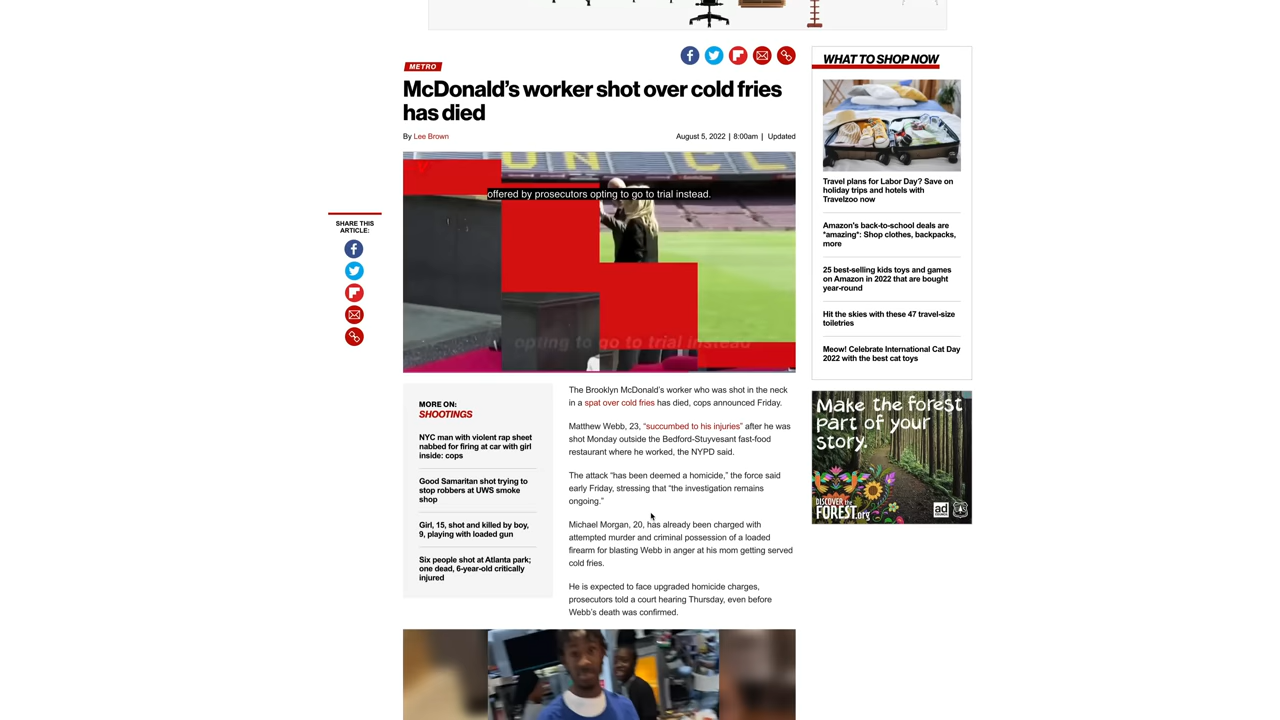 METRO
McDonald’s worker shot over cold fries
has died
By Lee Brown
August 5, 2022 | 8:00am | Updated
offered by prosecutors opting to go to trial instead.
opting to go to trial instead
SHARE THIS
ARTICLE:
MORE ON:
SHOOTINGS
NYC man with violent rap sheet
nabbed for firing at car with girl
inside: cops
Good Samaritan shot trying to
stop robbers at UWS smoke
shop
Girl, 15, shot and killed by boy,
9, playing with loaded gun
Six people shot at Atlanta park;
one dead, 6-year-old critically
injured
The Brooklyn McDonald’s worker who was shot in the neck
in a spat over cold fries has died, cops announced Friday.
Matthew Webb, 23, “succumbed to his injuries” after he was
shot Monday outside the Bedford-Stuyvesant fast-food
restaurant where he worked, the NYPD said.
The attack “has been deemed a homicide,” the force said
early Friday, stressing that “the investigation remains
ongoing.”
Michael Morgan, 20, has already been charged with
attempted murder and criminal possession of a loaded
firearm for blasting Webb in anger at his mom getting served
cold fries.
He is expected to face upgraded homicide charges,
prosecutors told a court hearing Thursday, even before
Webb’s death was confirmed.
WHAT TO SHOP NOW
Travel plans for Labor Day? Save on
holiday trips and hotels with
Travelzoo now
Amazon's back-to-school deals are
*amazing*: Shop clothes, backpacks,
more
25 best-selling kids toys and games
on Amazon in 2022 that are bought
year-round
Hit the skies with these 47 travel-size
toiletries
Meow! Celebrate International Cat Day
2022 with the best cat toys
Make the forest
part of your
story.
DISCOVER the
FOREST.org
ad